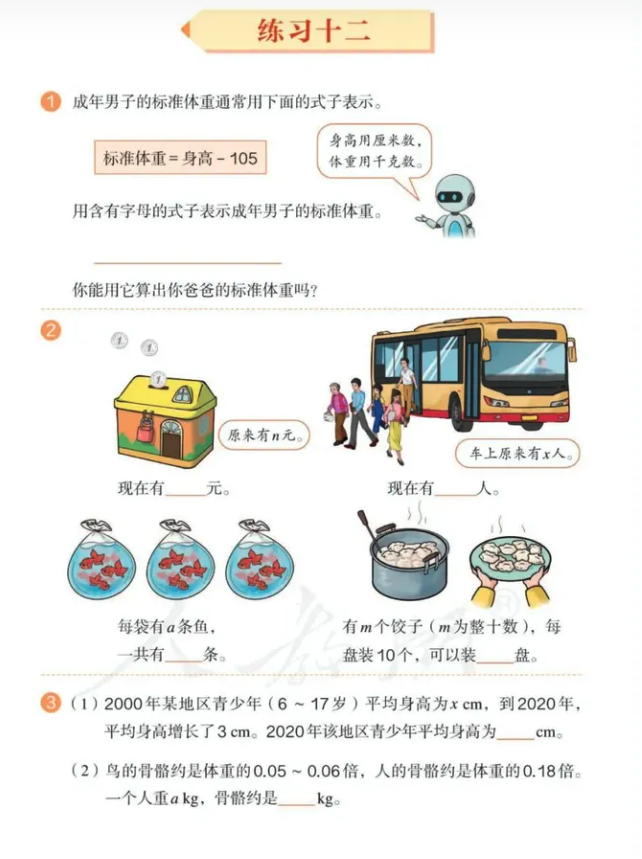 练习十二
1 成年男子的标准体重通常用下面的式子表示。
标准体重=身高-105
身高用厘米数，
体重用千克数。
用含有字母的式子表示成年男子的标准体重。
你能用它算出你爸爸的标准体重吗?
2
原来有n元。
车上原来有x人。
现在有____元。
现在有____人。
每袋有a条鱼，
一共有____条。
有m个饺子（m为整十数），每
盘装10个，可以装____盘。
3 （1）2000年某地区青少年（6~17岁）平均身高为x cm，到2020年，
平均身高增长了3 cm。2020年该地区青少年平均身高为____cm。
（2）鸟的骨骼约是体重的0.05~0.06倍，人的骨骼约是体重的0.18倍。
一个人重a kg，骨骼约是____kg。